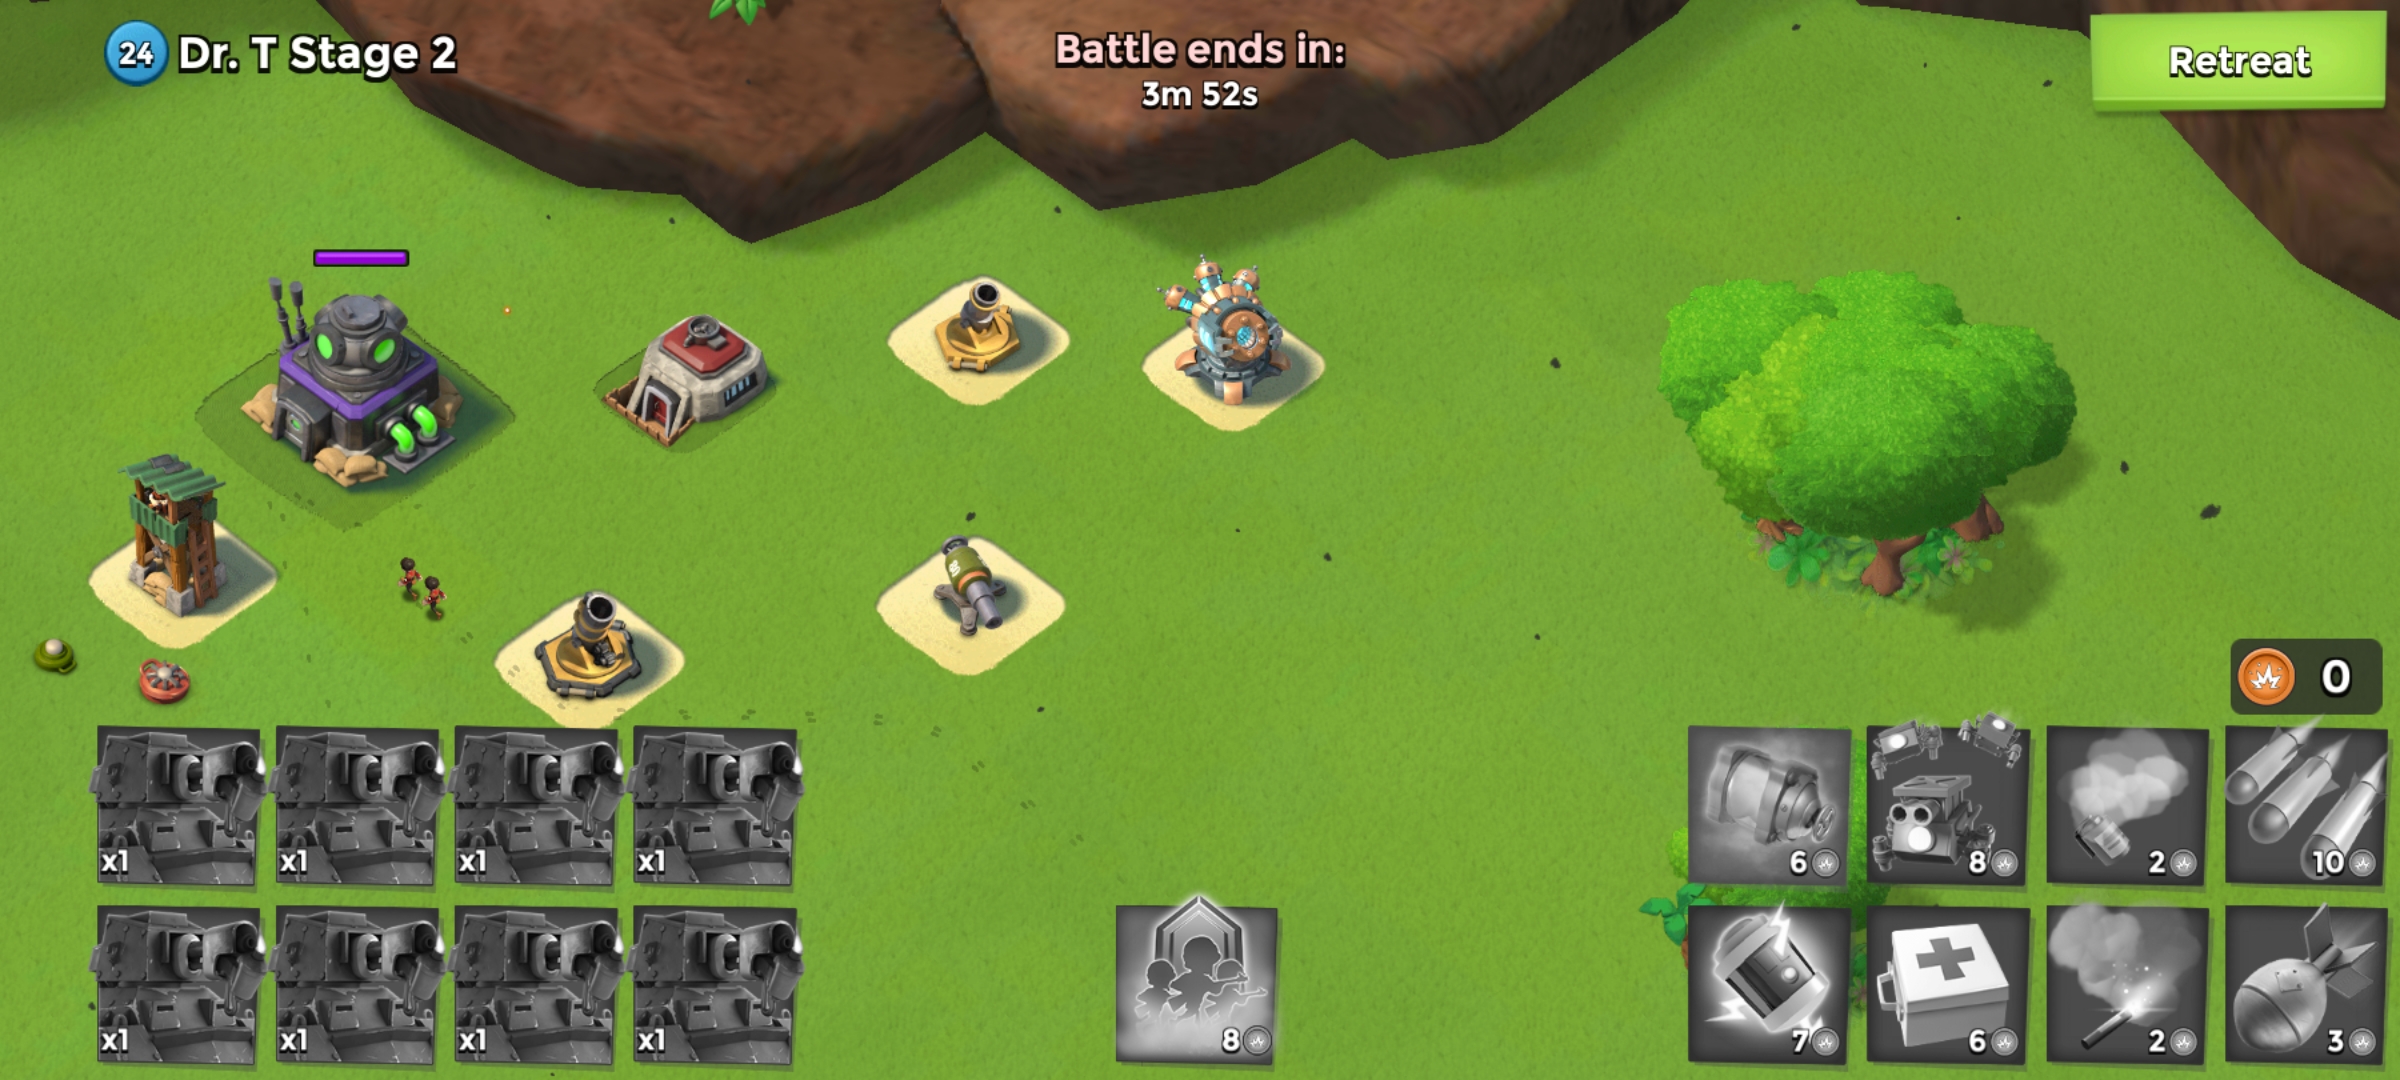 24 Dr. T Stage 2
Battle ends in:
3m 52s
Retreat
0
x1 x1 x1 x1
6 8 2 10
x1 x1 x1 x1
8
7 6 2 3